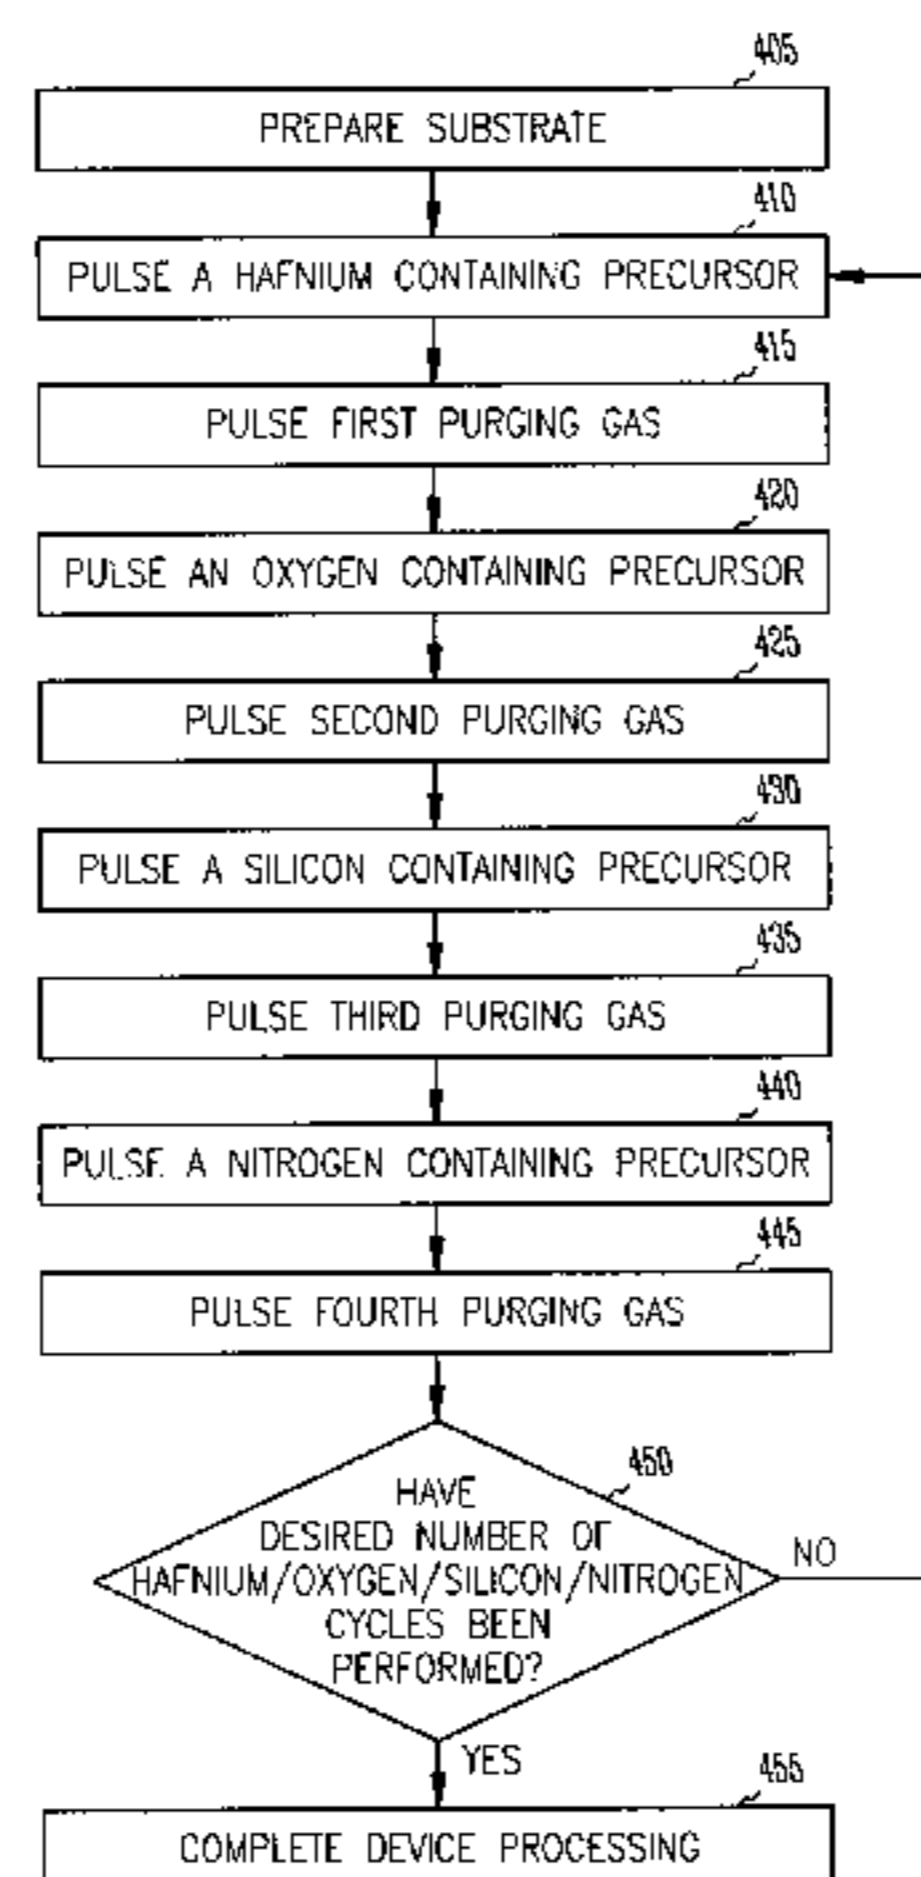 405
PREPARE SUBSTRATE
410
PULSE A HAFNIUM CONTAINING PRECURSOR
415
PULSE FIRST PURGING GAS
420
PULSE AN OXYGEN CONTAINING PRECURSOR
425
PULSE SECOND PURGING GAS
430
PULSE A SILICON CONTAINING PRECURSOR
435
PULSE THIRD PURGING GAS
440
PULSE A NITROGEN CONTAINING PRECURSOR
445
PULSE FOURTH PURGING GAS
450
HAVE
DESIRED NUMBER OF
HAFNIUM/OXYGEN/SILICON/NITROGEN
CYCLES BEEN
PERFORMED?
NO
YES
455
COMPLETE DEVICE PROCESSING